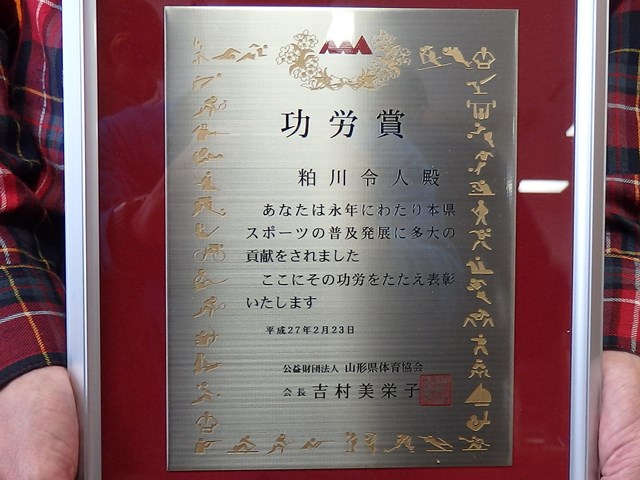 功労賞
粕川令人殿
あなたは永年にわたり本県
スポーツの普及発展に多大の
貢献をされました
ここにその功労をたたえ表彰
いたします
平成27年2月23日
公益財団法人 山形県体育協会
会長 吉村美栄子